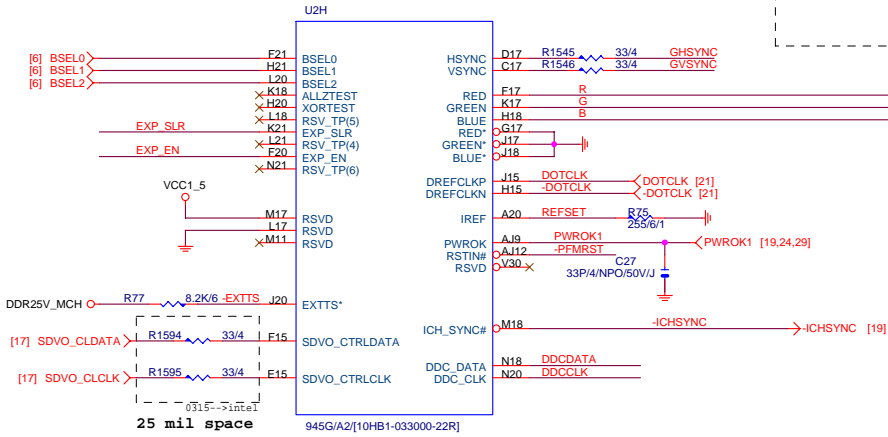 U2H
[6] BSEL0 F21 BSEL0 HSYNC D17 R1545 33/4 GHSYNC
[6] BSEL1 H21 BSEL1 VSYNC C17 R1546 33/4 GVSYNC
[6] BSEL2 L20 BSEL2
K18 ALLZTEST RED F17 R
H20 XORTEST GREEN K17 G
L18 RSV_TP(5) BLUE H18 B
EXP_SLR K21 EXP_SLR RED* G17
L21 RSV_TP(4) GREEN* J17
EXP_EN F20 EXP_EN BLUE* J18
N21 RSV_TP(6)
DREFCLKP J15 DOTCLK DOTCLK [21]
VCC1_5 DREFCLKN H15 -DOTCLK -DOTCLK [21]
M17 RSVD IREF A20 REFSET R75
255/6/1
L17 RSVD
M11 RSVD PWROK AJ9 PWROK1 PWROK1 [19,24,29]
RSTIN# AJ12 -PFMRST
RSVD V30 C27
33P/4/NPO/50V/J
DDR25V_MCH R77 8.2K/6 -EXTTS J20 EXTTS*
ICH_SYNC# M18 -ICHSYNC -ICHSYNC [19]
[17] SDVO_CLDATA R1594 33/4 F15 SDVO_CTRLDATA
DDC_DATA N18 DDCDATA
[17] SDVO_CLCLK R1595 33/4 E15 SDVO_CTRLCLK DDC_CLK N20 DDCCLK
0315-->intel
25 mil space
945G/A2/[10HB1-033000-22R]